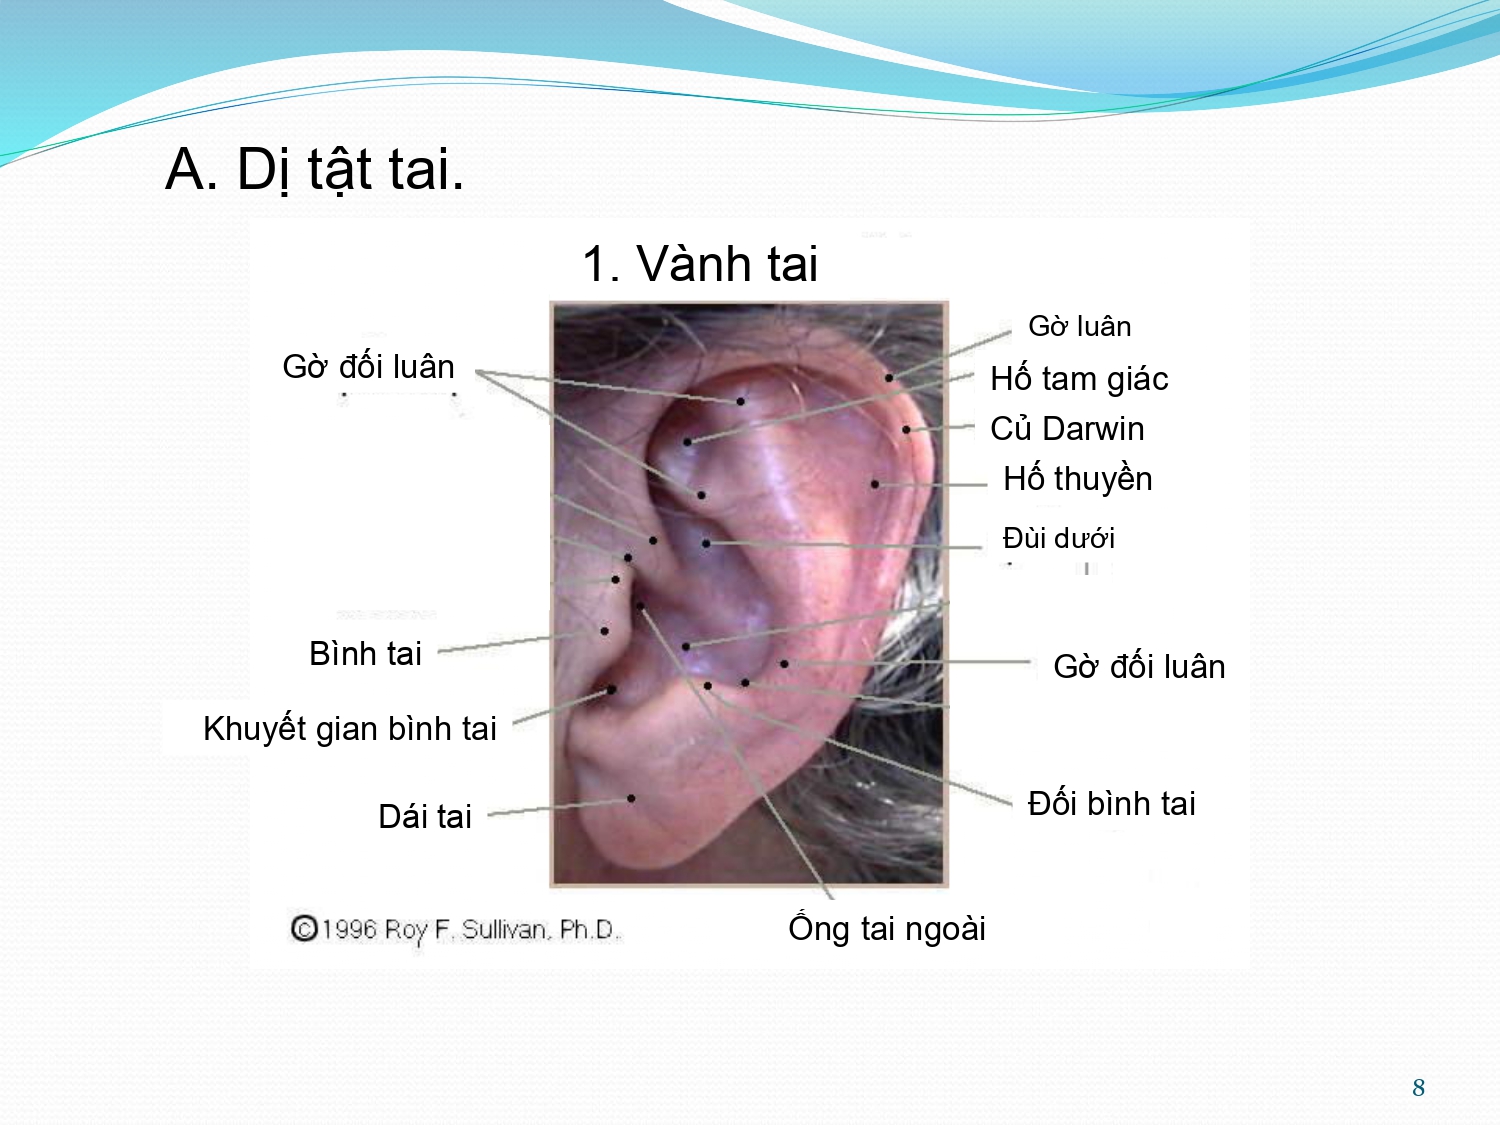 A. Dị tật tai.
1. Vành tai
Gờ luân
Gờ đối luân
Hố tam giác
Củ Darwin
Hố thuyền
Đùi dưới
Bình tai
Gờ đối luân
Khuyết gian bình tai
Đối bình tai
Dái tai
Ống tai ngoài
©1996 Roy F. Sullivan, Ph.D.
8